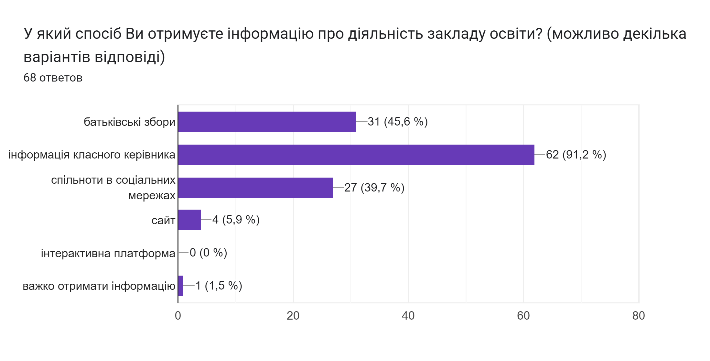 У який спосіб Ви отримуєте інформацію про діяльність закладу освіти? (можливо декілька
варіантів відповіді)
68 ответов
батьківські збори
31 (45,6 %)
інформація класного керівника
62 (91,2 %)
спільноти в соціальних
мережах
27 (39,7 %)
сайт
4 (5,9 %)
інтерактивна платформа
0 (0 %)
важко отримати інформацію
1 (1,5 %)
0
20
40
60
80